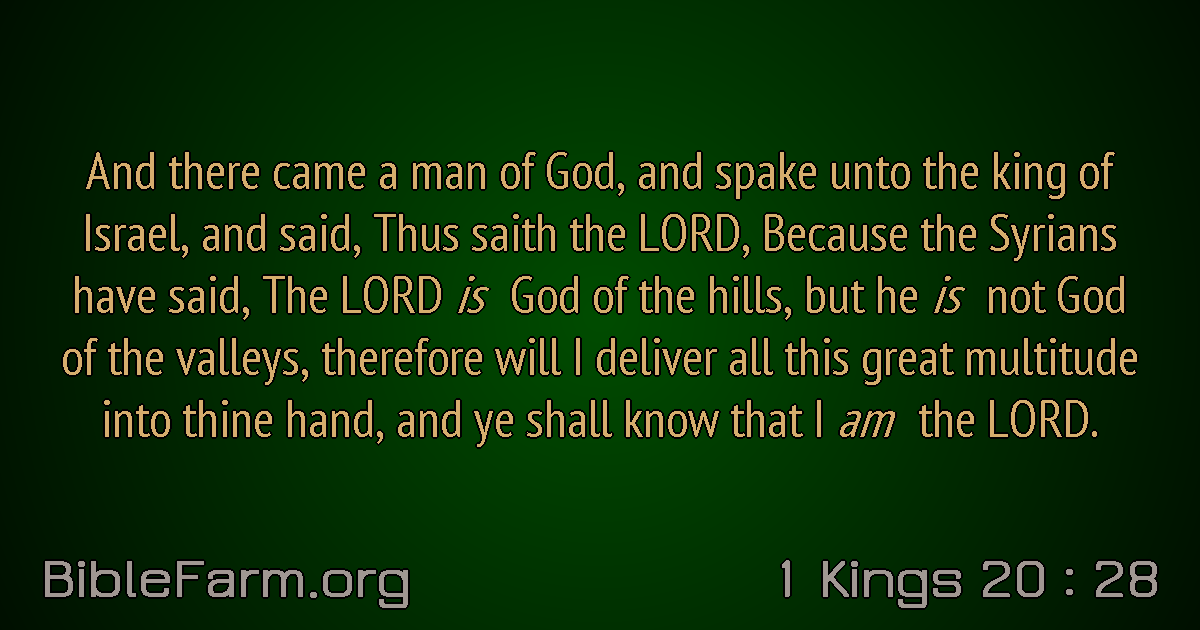 And there came a man of God, and spake unto the king of
Israel, and said, Thus saith the LORD, Because the Syrians
have said, The LORD is God of the hills, but he is not God
of the valleys, therefore will I deliver all this great multitude
into thine hand, and ye shall know that I am the LORD.
BibleFarm.org
1 Kings 20 : 28